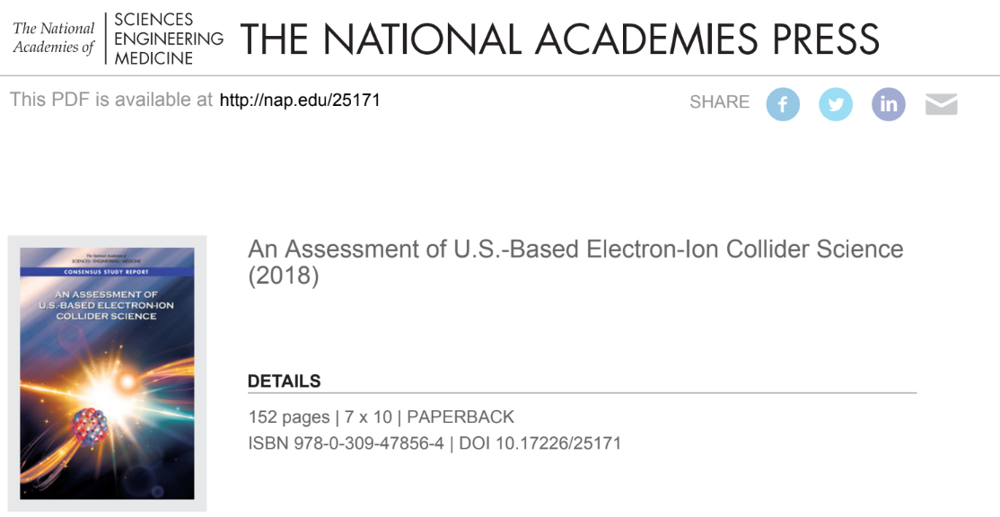 The National
Academies of
SCIENCES
ENGINEERING
MEDICINE
THE NATIONAL ACADEMIES PRESS
This PDF is available at http://nap.edu/25171
SHARE
An Assessment of U.S.-Based Electron-Ion Collider Science
(2018)
The National Academies of
SCIENCES • ENGINEERING • MEDICINE
CONSENSUS STUDY REPORT
AN ASSESSMENT OF
U.S.-BASED ELECTRON-ION
COLLIDER SCIENCE
DETAILS
152 pages | 7 x 10 | PAPERBACK
ISBN 978-0-309-47856-4 | DOI 10.17226/25171